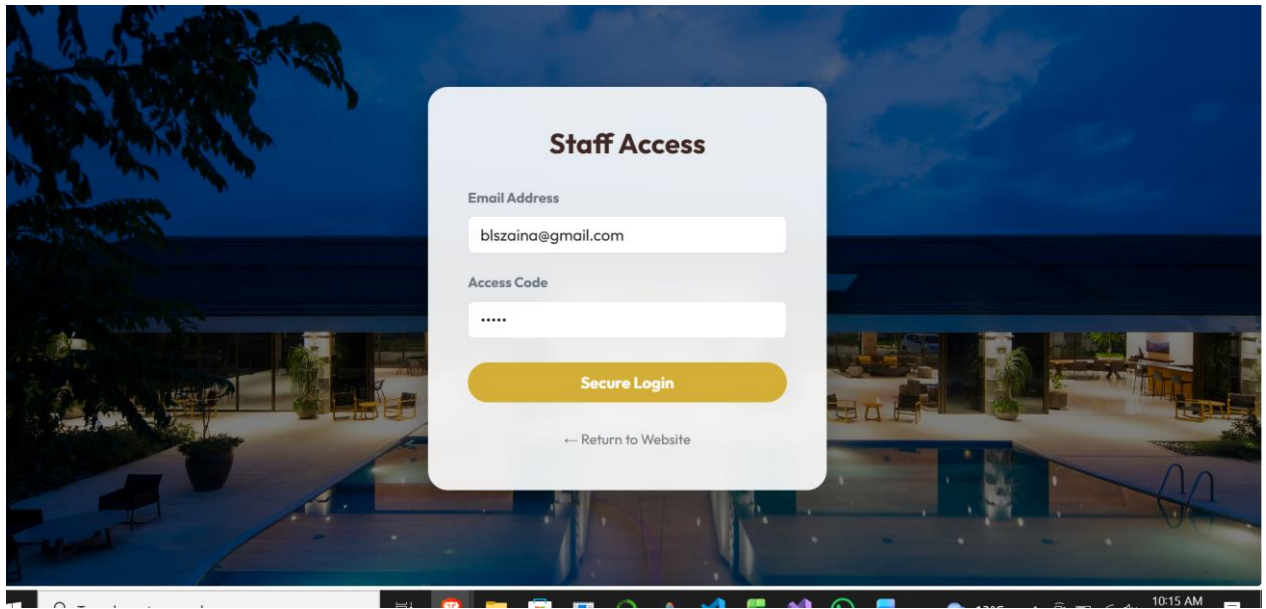 Staff Access
Email Address
blszaina@gmail.com
Access Code
•••••
Secure Login
← Return to Website
10:15 AM